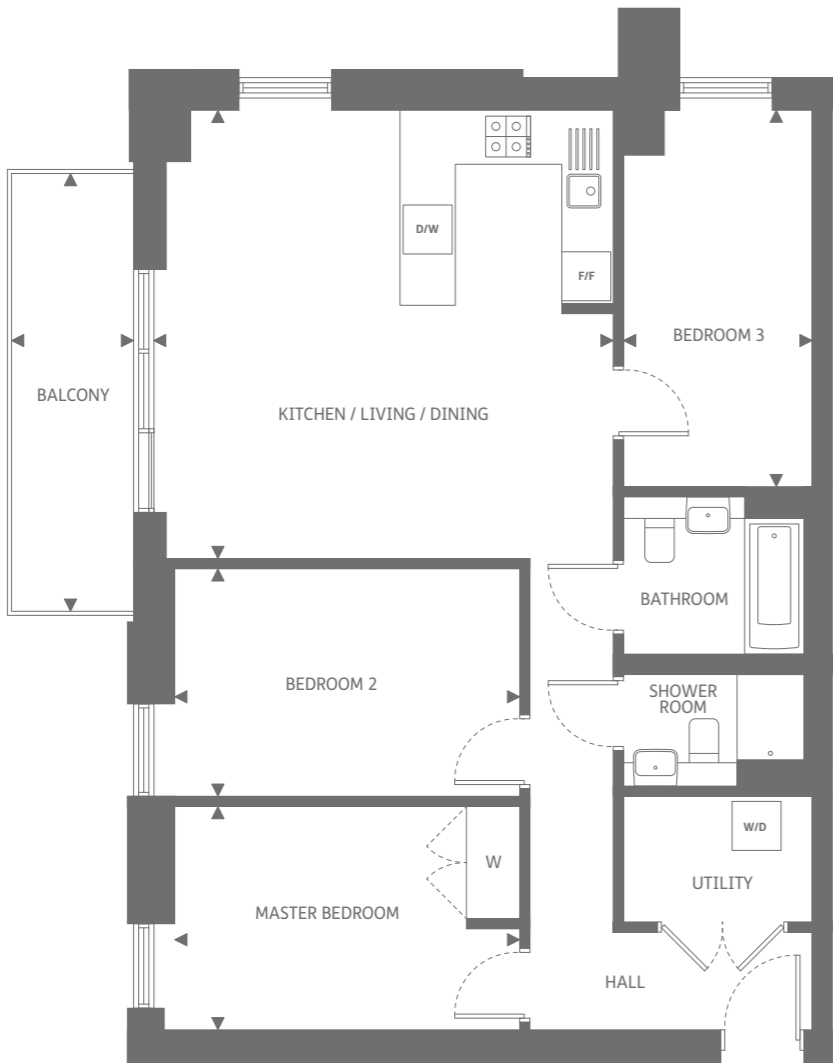 D/W
F/F
BEDROOM 3
BALCONY
KITCHEN / LIVING / DINING
BATHROOM
BEDROOM 2
SHOWER
ROOM
W/D
W
UTILITY
MASTER BEDROOM
HALL